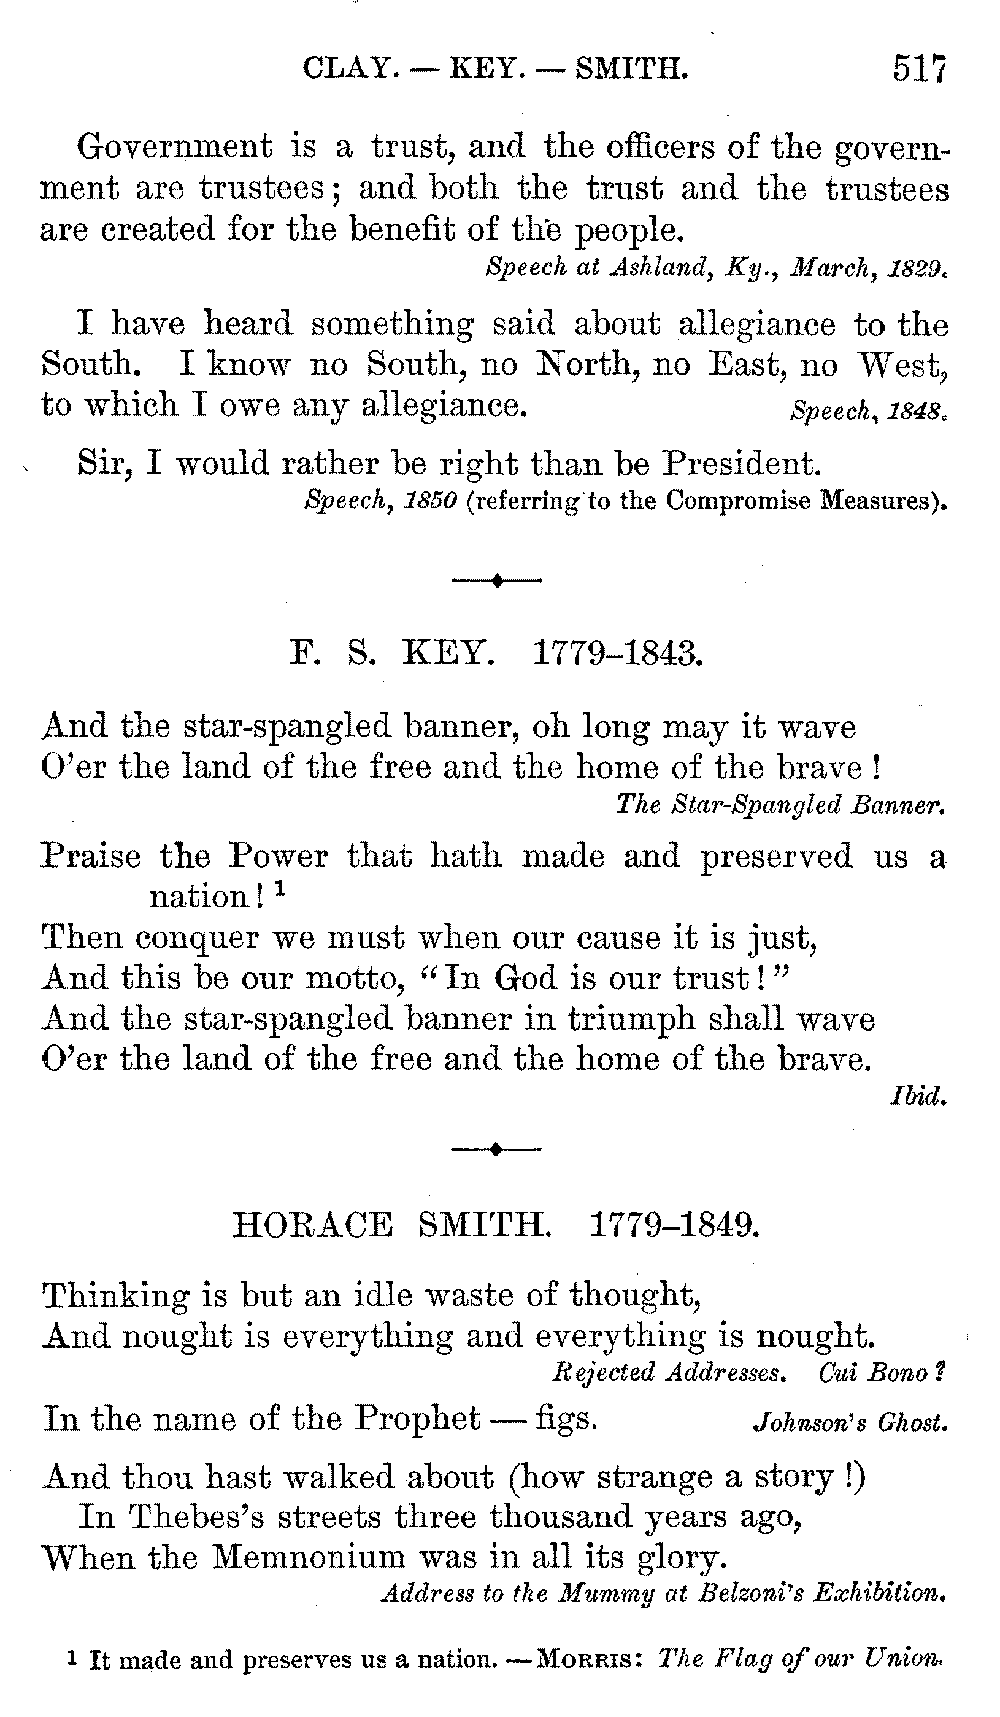 CLAY. — KEY. — SMITH. 517
Government is a trust, and the officers of the govern-
ment are trustees; and both the trust and the trustees
are created for the benefit of the people.
Speech at Ashland, Ky., March, 1829.
I have heard something said about allegiance to the
South. I know no South, no North, no East, no West,
to which I owe any allegiance. Speech, 1848.
Sir, I would rather be right than be President.
Speech, 1850 (referring to the Compromise Measures).
F. S. KEY. 1779–1843.
And the star-spangled banner, oh long may it wave
O'er the land of the free and the home of the brave!
The Star-Spangled Banner.
Praise the Power that hath made and preserved us a
nation! ¹
Then conquer we must when our cause it is just,
And this be our motto, "In God is our trust!"
And the star-spangled banner in triumph shall wave
O'er the land of the free and the home of the brave.
Ibid.
HORACE SMITH. 1779–1849.
Thinking is but an idle waste of thought,
And nought is everything and everything is nought.
Rejected Addresses. Cui Bono?
In the name of the Prophet — figs. Johnson's Ghost.
And thou hast walked about (how strange a story!)
In Thebes's streets three thousand years ago,
When the Memnonium was in all its glory.
Address to the Mummy at Belzoni's Exhibition.
¹ It made and preserves us a nation. — MORRIS: The Flag of our Union.